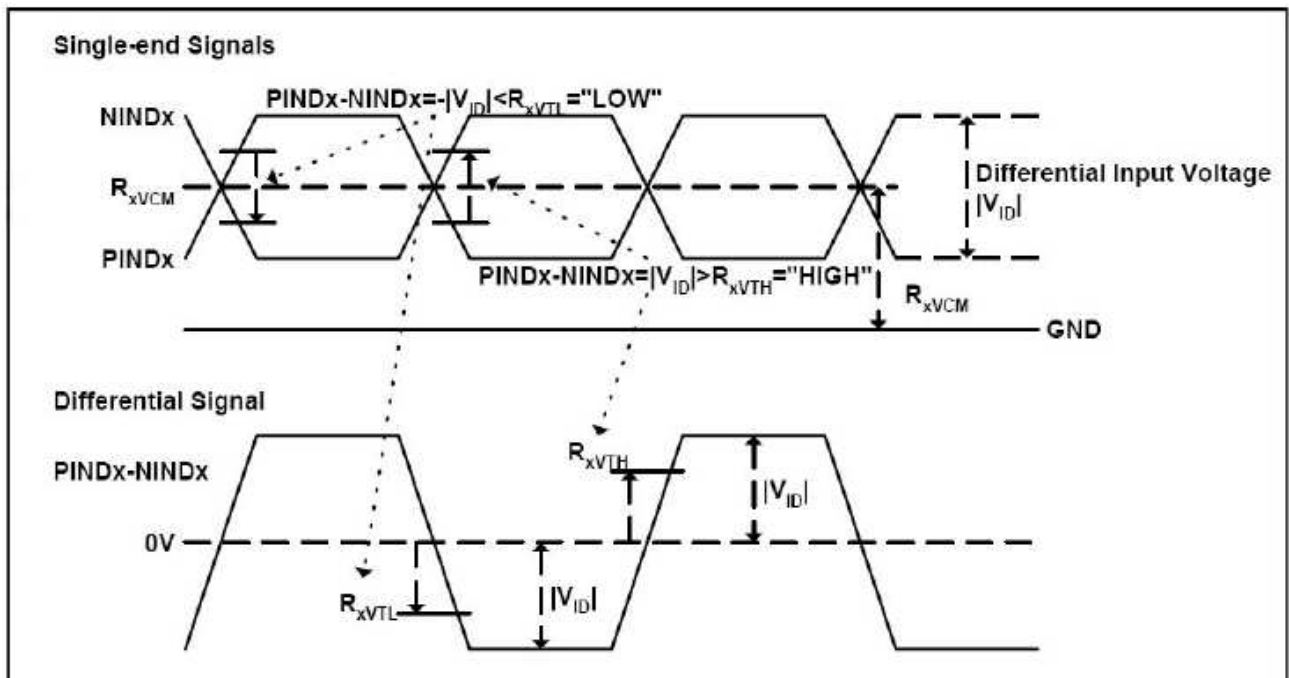 Single-end Signals
PINDx-NINDx=-|VID|<RxVTL="LOW"
NINDx
RxVCM
Differential Input Voltage
|VID|
PINDx
PINDx-NINDx=|VID|>RxVTH="HIGH"
RxVCM
GND
Differential Signal
RxVTH
PINDx-NINDx
|VID|
0V
RxVTL
|VID|